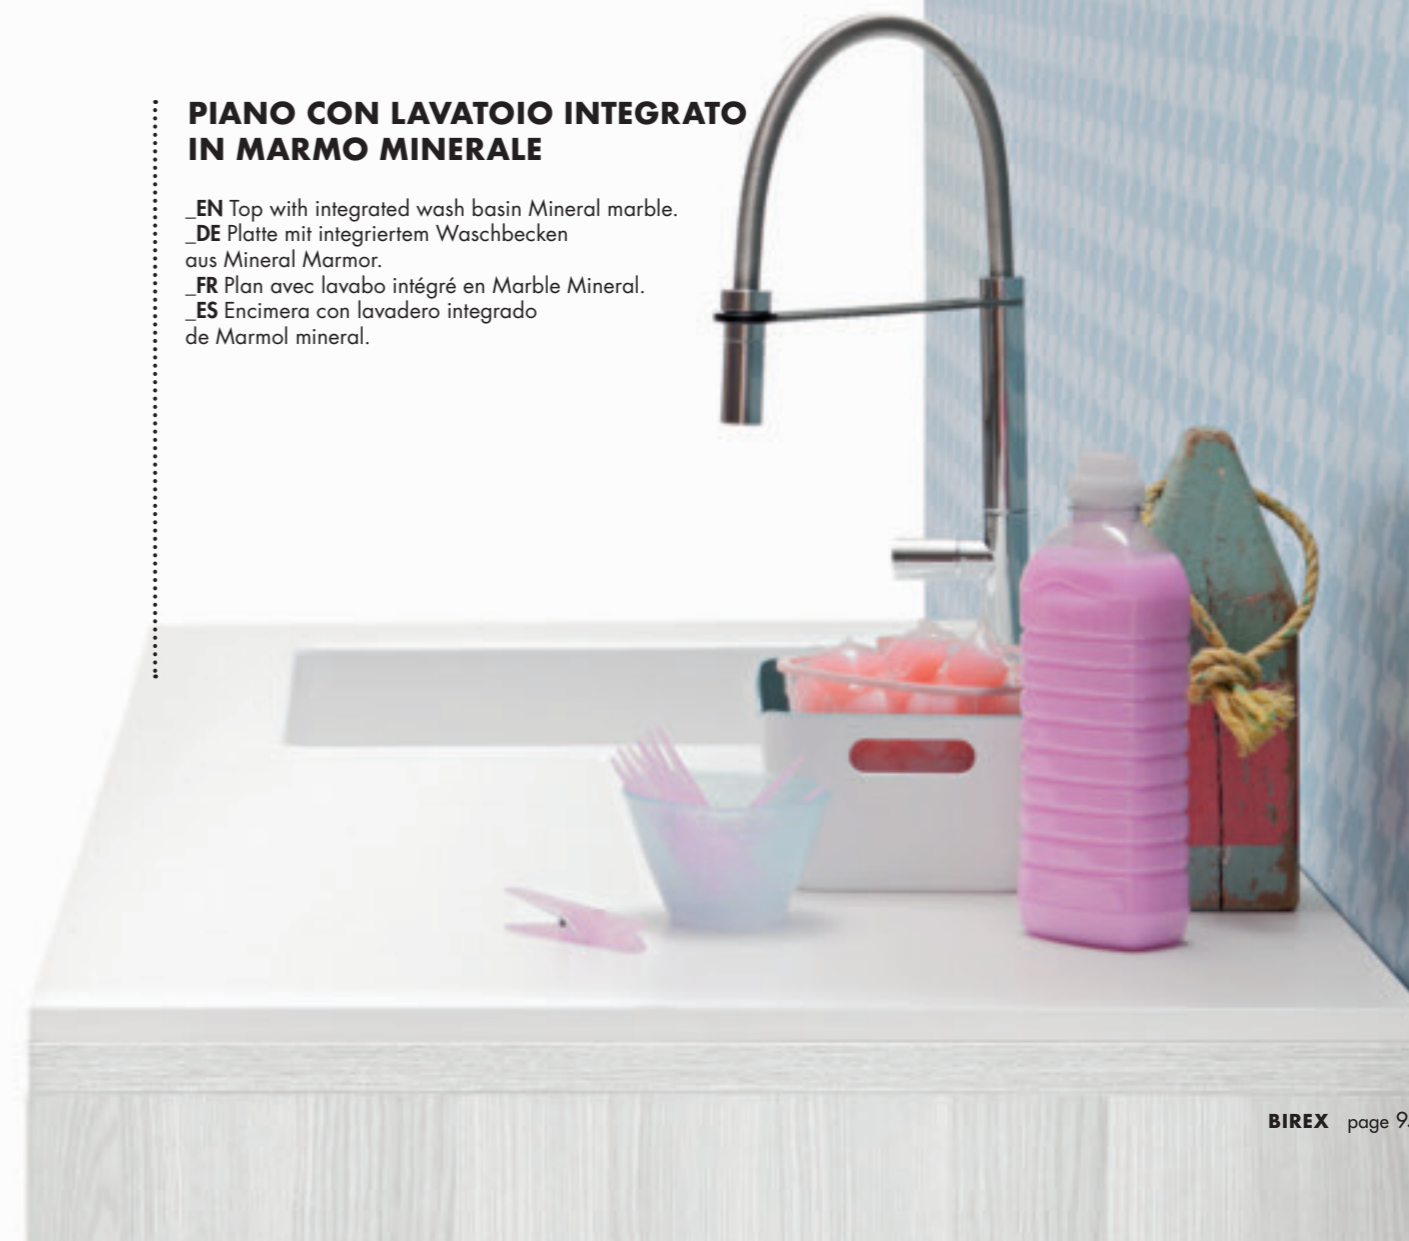 PIANO CON LAVATOIO INTEGRATO
IN MARMO MINERALE
_EN Top with integrated wash basin Mineral marble.
_DE Platte mit integriertem Waschbecken
aus Mineral Marmor.
_FR Plan avec lavabo intégré en Marble Mineral.
_ES Encimera con lavadero integrado
de Marmol mineral.
BIREX page